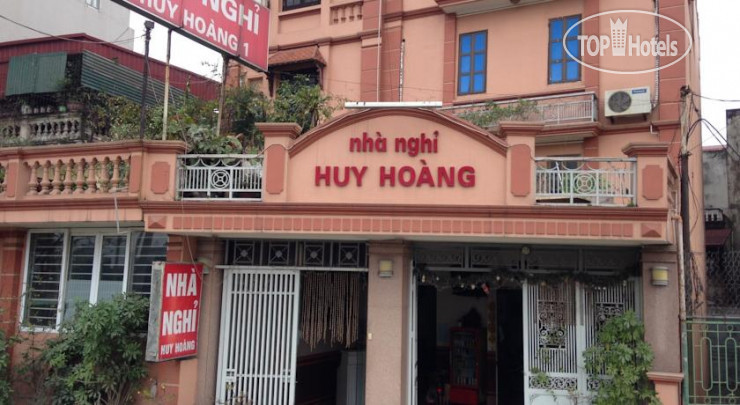 NGHỈ
HUY HOÀNG 1
TOP Hotels
nhà nghỉ
HUY HOÀNG
NHÀ
NGHỈ
HUY HOÀNG